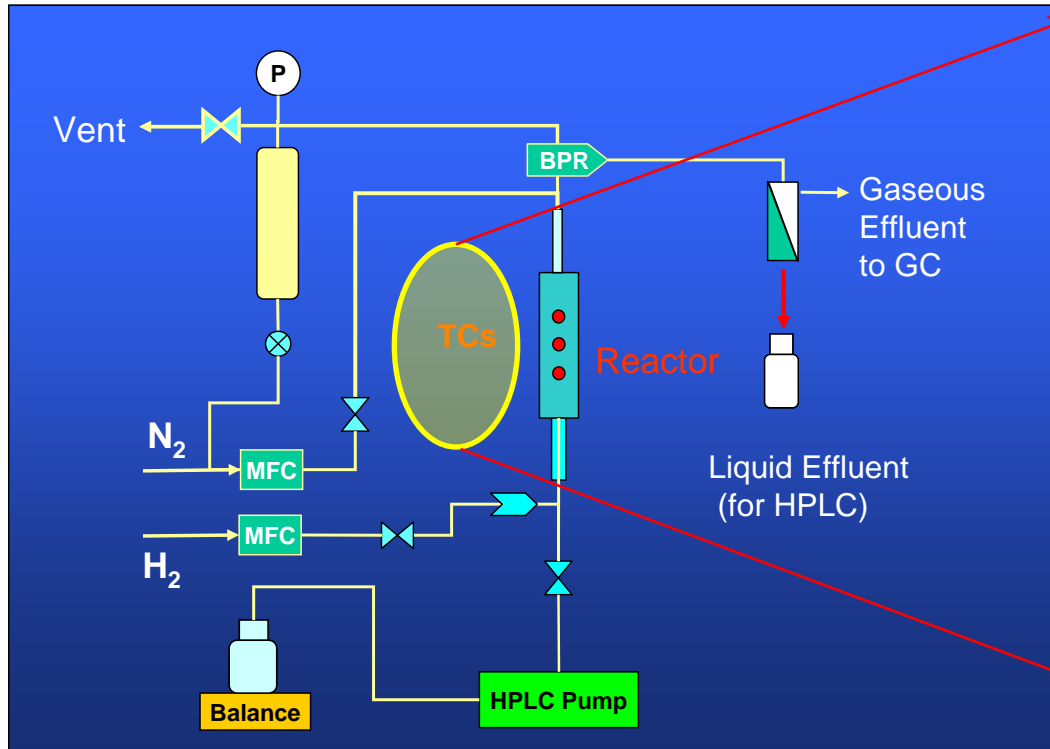 P
Vent
BPR
Gaseous
Effluent
to GC
TCs
Reactor
N₂
MFC
Liquid Effluent
(for HPLC)
MFC
H₂
HPLC Pump
Balance